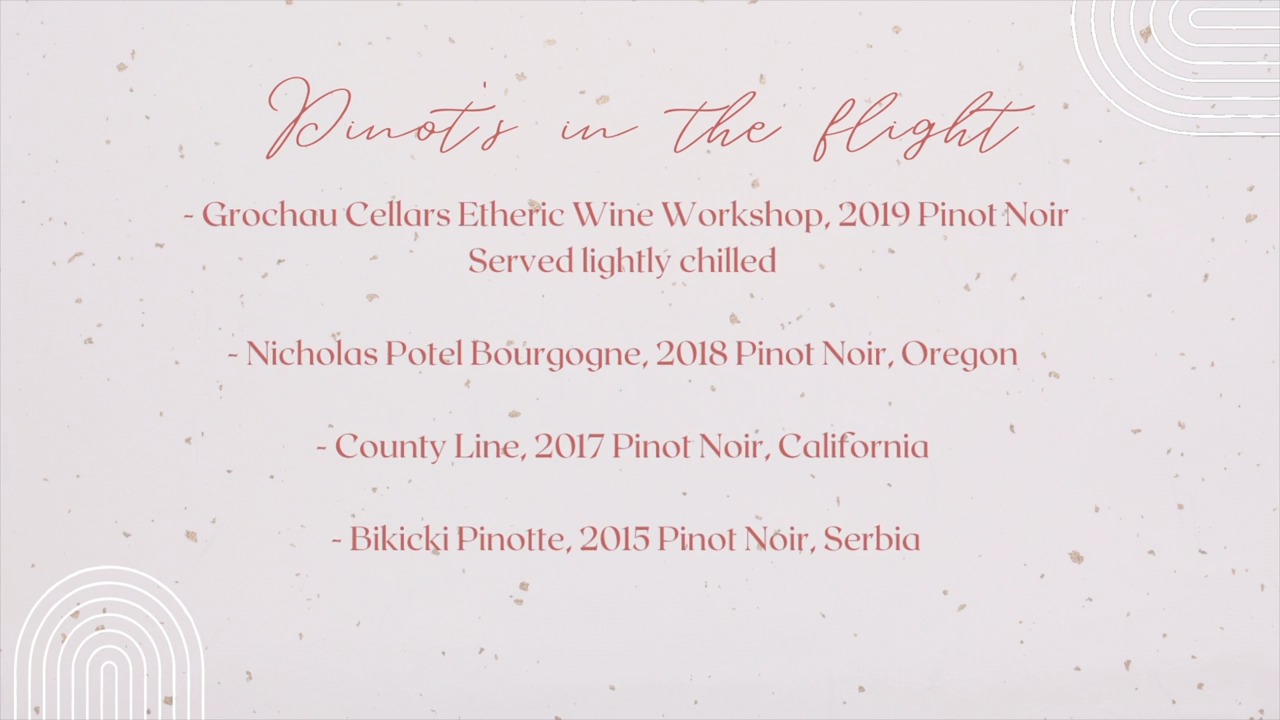 Pinot's in the flight
- Grochau Cellars Etheric Wine Workshop, 2019 Pinot Noir
Served lightly chilled
- Nicholas Potel Bourgogne, 2018 Pinot Noir, Oregon
- County Line, 2017 Pinot Noir, California
- Bikicki Pinotte, 2015 Pinot Noir, Serbia